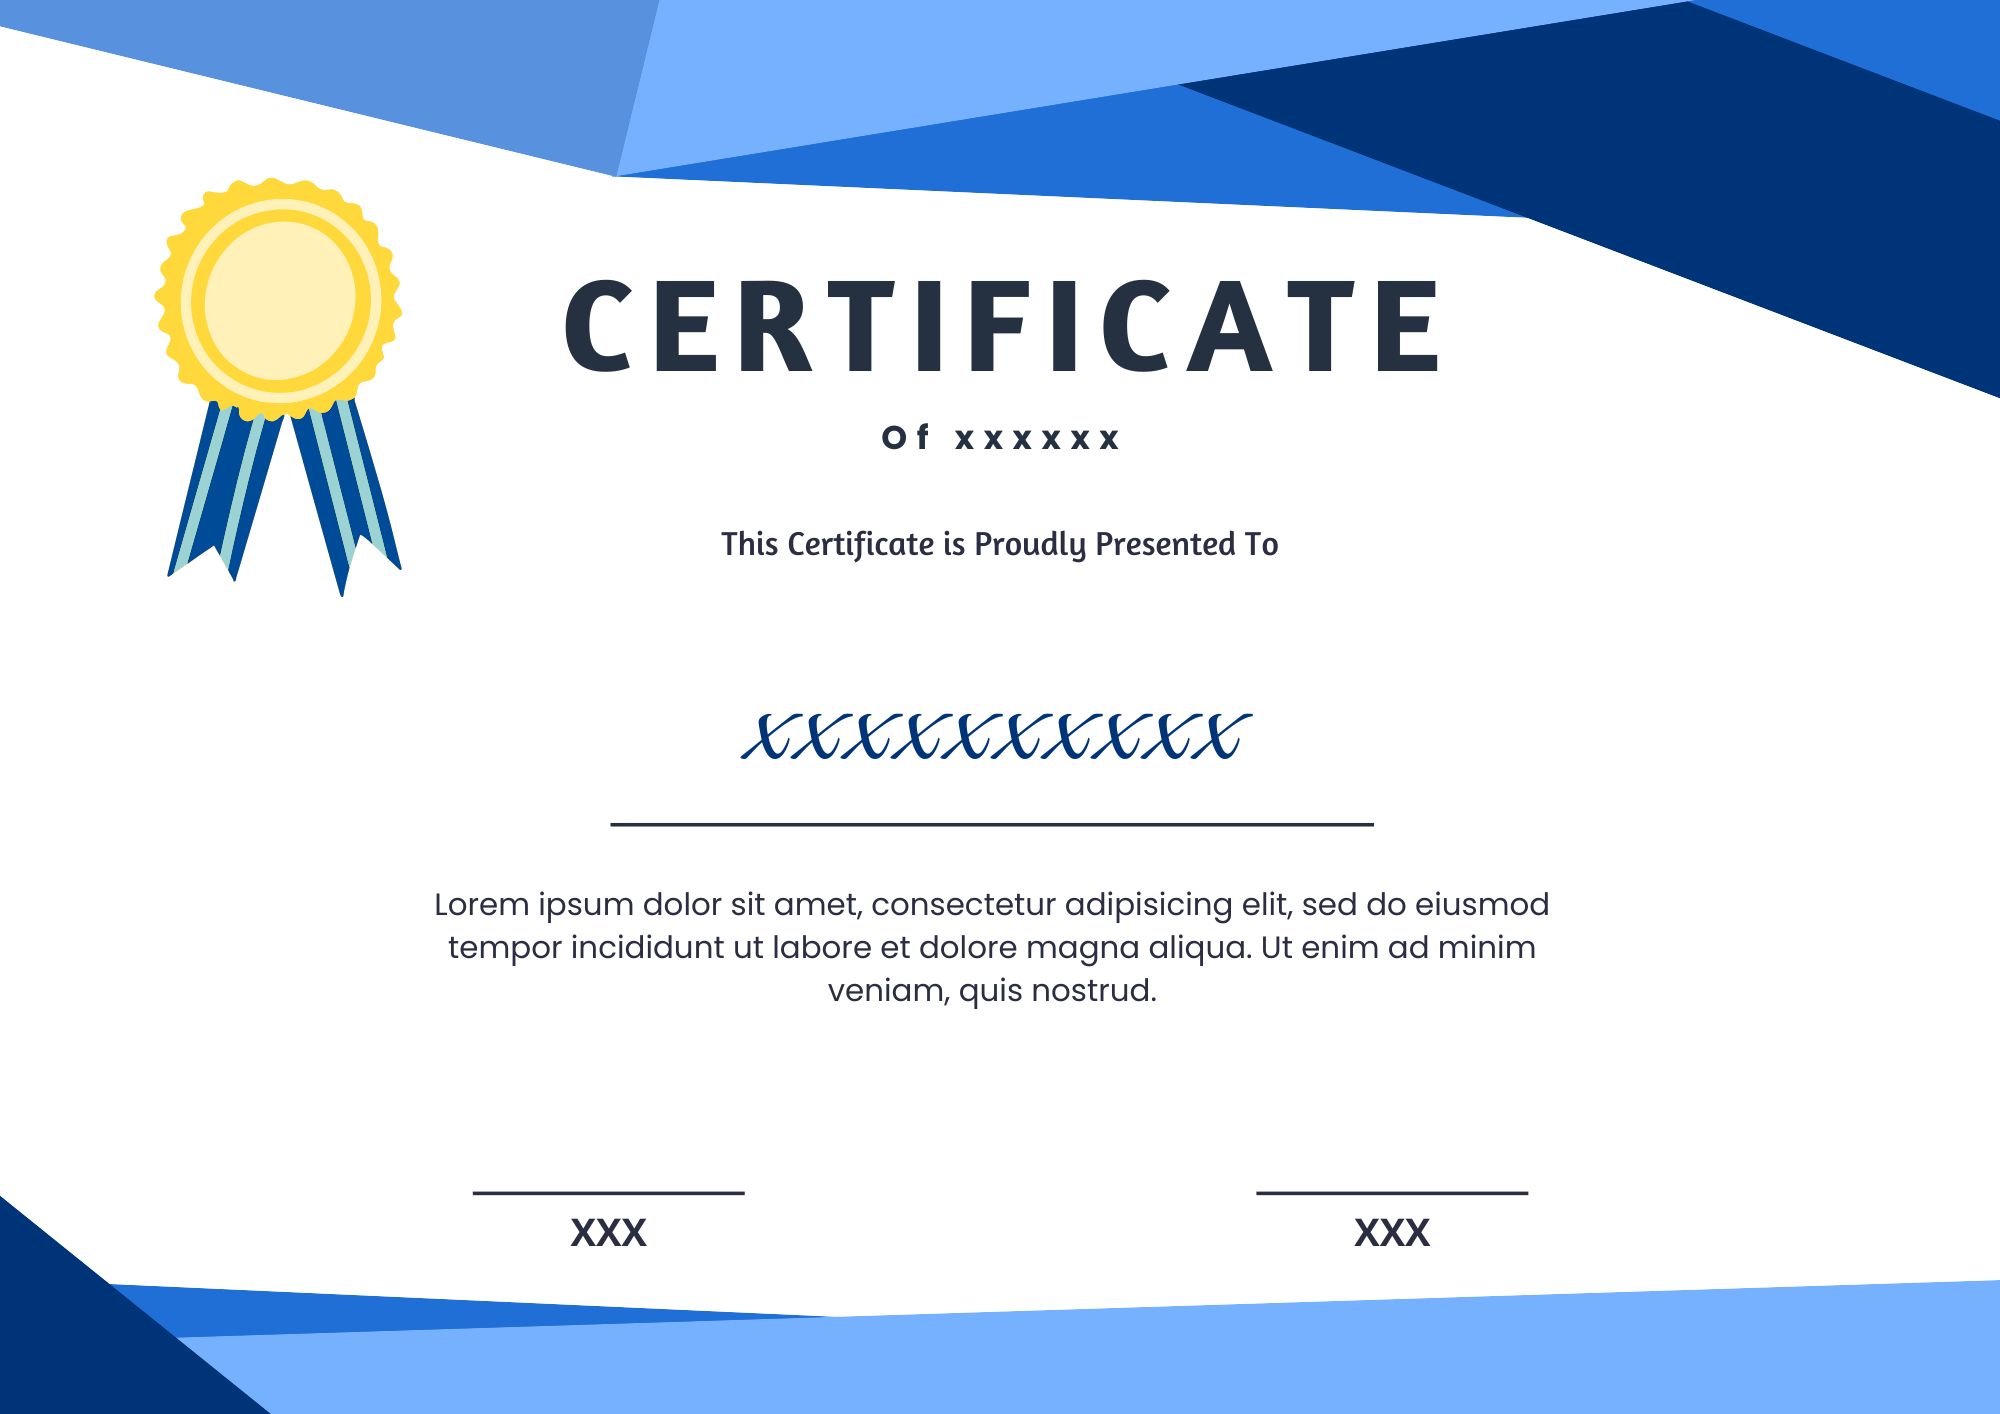 CERTIFICATE
Of xxxxxx
This Certificate is Proudly Presented To
xxxxxxxxxx
Lorem ipsum dolor sit amet, consectetur adipisicing elit, sed do eiusmod
tempor incididunt ut labore et dolore magna aliqua. Ut enim ad minim
veniam, quis nostrud.
XXX
XXX